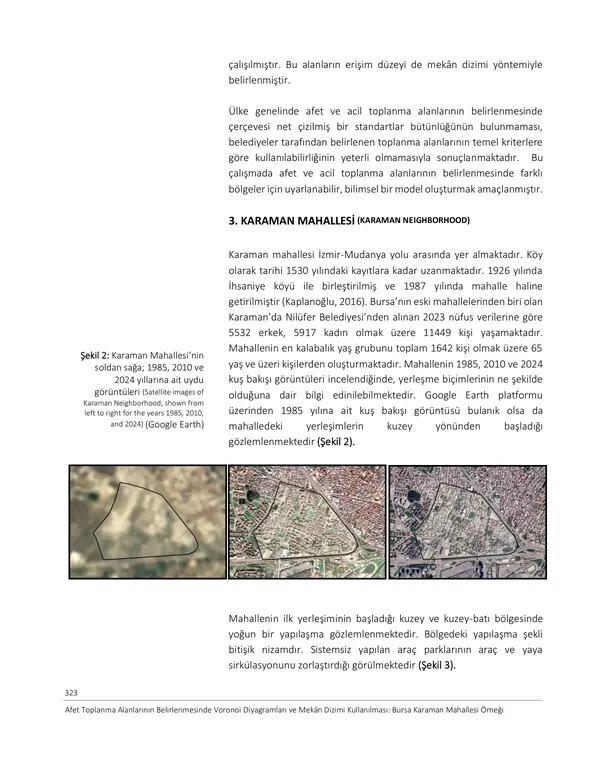 çalışılmıştır. Bu alanların erişim düzeyi de mekân dizimi yöntemiyle
belirlenmiştir.
Ülke genelinde afet ve acil toplanma alanlarının belirlenmesinde
çerçevesi net çizilmiş bir standartlar bütünlüğünün bulunmaması,
belediyeler tarafından belirlenen toplanma alanlarının temel kriterlere
göre kullanılabilirliğinin yeterli olmamasıyla sonuçlanmaktadır. Bu
çalışmada afet ve acil toplanma alanlarının belirlenmesinde farklı
bölgeler için uyarlanabilir, bilimsel bir model oluşturmak amaçlanmıştır.
3. KARAMAN MAHALLESİ (KARAMAN NEIGHBORHOOD)
Karaman mahallesi İzmir-Mudanya yolu arasında yer almaktadır. Köy
olarak tarihi 1530 yılındaki kayıtlara kadar uzanmaktadır. 1926 yılında
İhsaniye köyü ile birleştirilmiş ve 1987 yılında mahalle haline
getirilmiştir (Kaplanoğlu, 2016). Bursa’nın eski mahallelerinden biri olan
Karaman’da Nilüfer Belediyesi’nden alınan 2023 nüfus verilerine göre
5532 erkek, 5917 kadın olmak üzere 11449 kişi yaşamaktadır.
Mahallenin en kalabalık yaş grubunu toplam 1642 kişi olmak üzere 65
yaş ve üzeri kişilerden oluşturmaktadır. Mahallenin 1985, 2010 ve 2024
kuş bakışı görüntüleri incelendiğinde, yerleşme biçimlerinin ne şekilde
olduğuna dair bilgi edinilebilmektedir. Google Earth platformu
üzerinden 1985 yılına ait kuş bakışı görüntüsü bulanık olsa da
mahalledeki yerleşimlerin kuzey yönünden başladığı
gözlemlenmektedir (Şekil 2).
Şekil 2: Karaman Mahallesi’nin
soldan sağa; 1985, 2010 ve
2024 yıllarına ait uydu
görüntüleri (Satellite images of
Karaman Neighborhood, shown from
left to right for the years 1985, 2010,
and 2024) (Google Earth)
Mahallenin ilk yerleşiminin başladığı kuzey ve kuzey-batı bölgesinde
yoğun bir yapılaşma gözlemlenmektedir. Bölgedeki yapılaşma şekli
bitişik nizamdır. Sistemsiz yapılan araç parklarının araç ve yaya
sirkülasyonunu zorlaştırdığı görülmektedir (Şekil 3).
323
Afet Toplanma Alanlarının Belirlenmesinde Voronoi Diyagramları ve Mekân Dizimi Kullanılması: Bursa Karaman Mahallesi Örneği